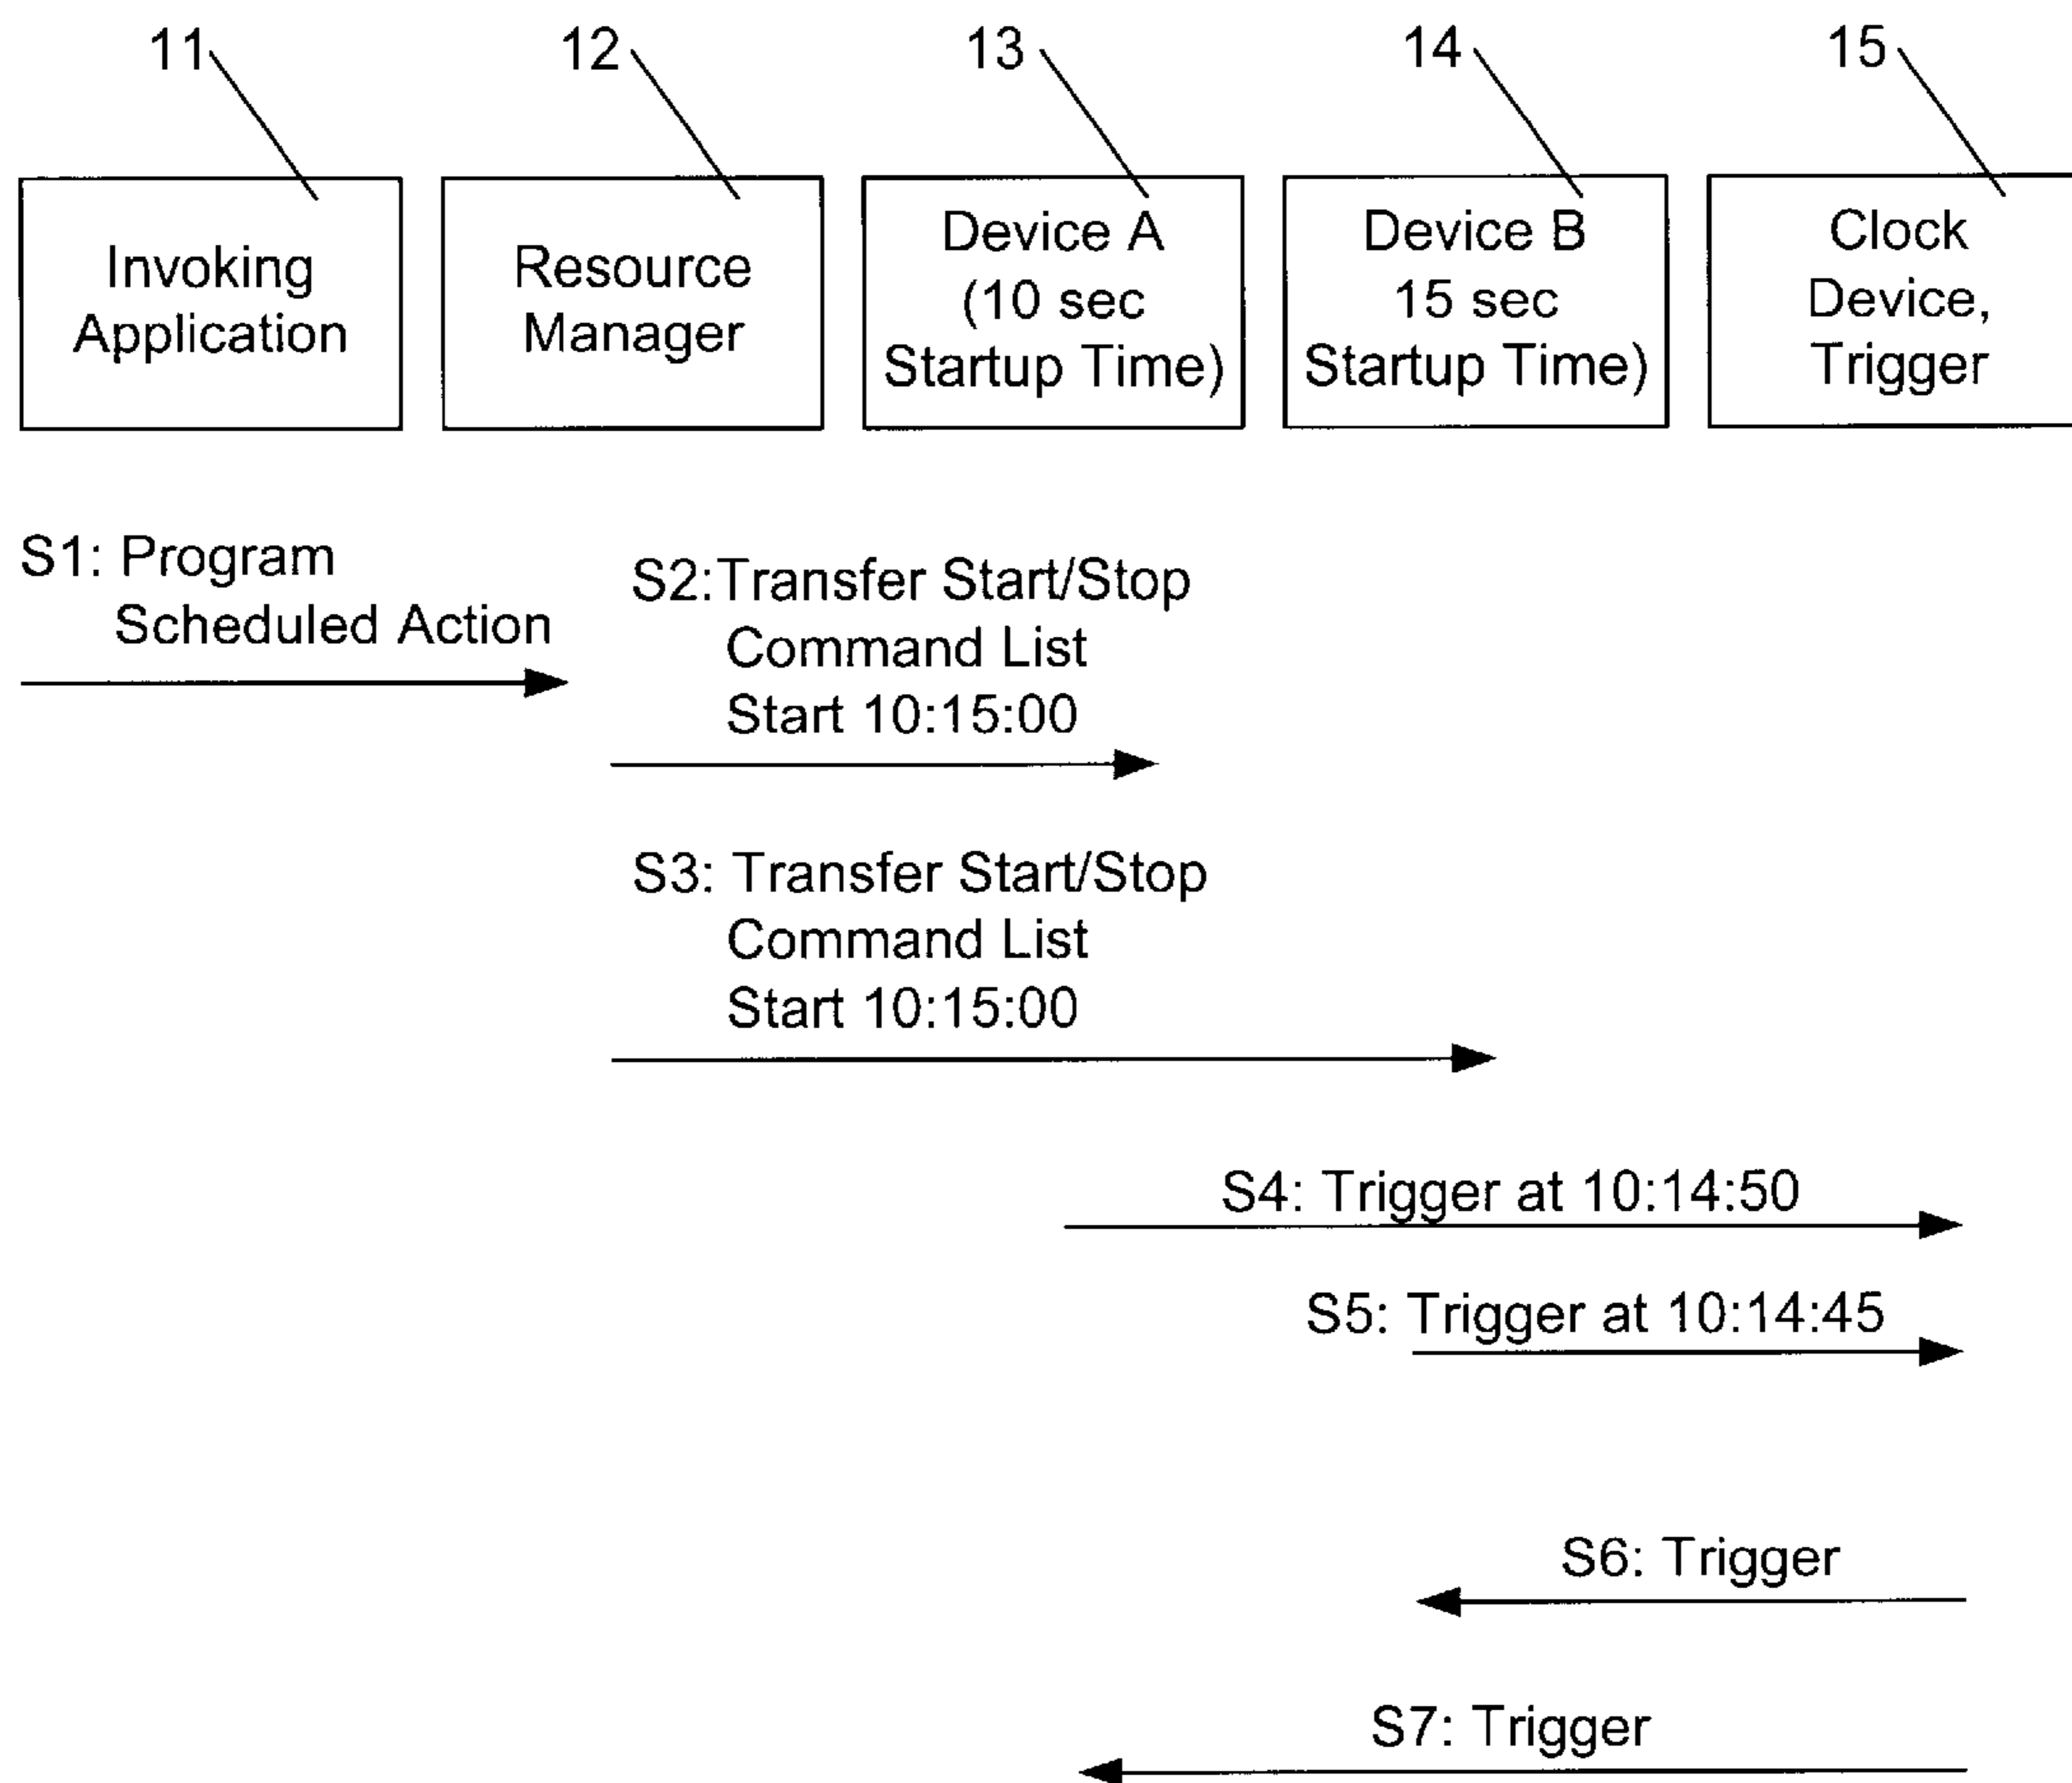 11
12
13
14
15
Invoking
Application
Resource
Manager
Device A
(10 sec
Startup Time)
Device B
15 sec
Startup Time)
Clock
Device,
Trigger
S1: Program
Scheduled Action
S2:Transfer Start/Stop
Command List
Start 10:15:00
S3: Transfer Start/Stop
Command List
Start 10:15:00
S4: Trigger at 10:14:50
S5: Trigger at 10:14:45
S6: Trigger
S7: Trigger